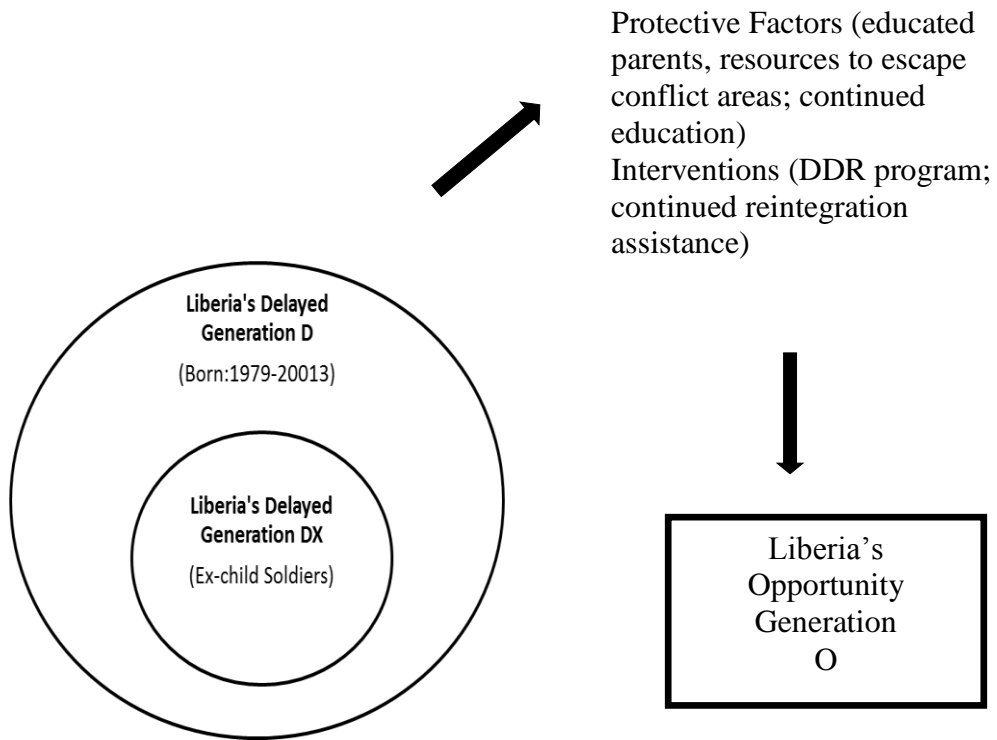 Protective Factors (educated
parents, resources to escape
conflict areas; continued
education)
Interventions (DDR program;
continued reintegration
assistance)
Liberia's Delayed
Generation D
(Born:1979-20013)
Liberia's Delayed
Generation DX
(Ex-child Soldiers)
Liberia’s
Opportunity
Generation
O